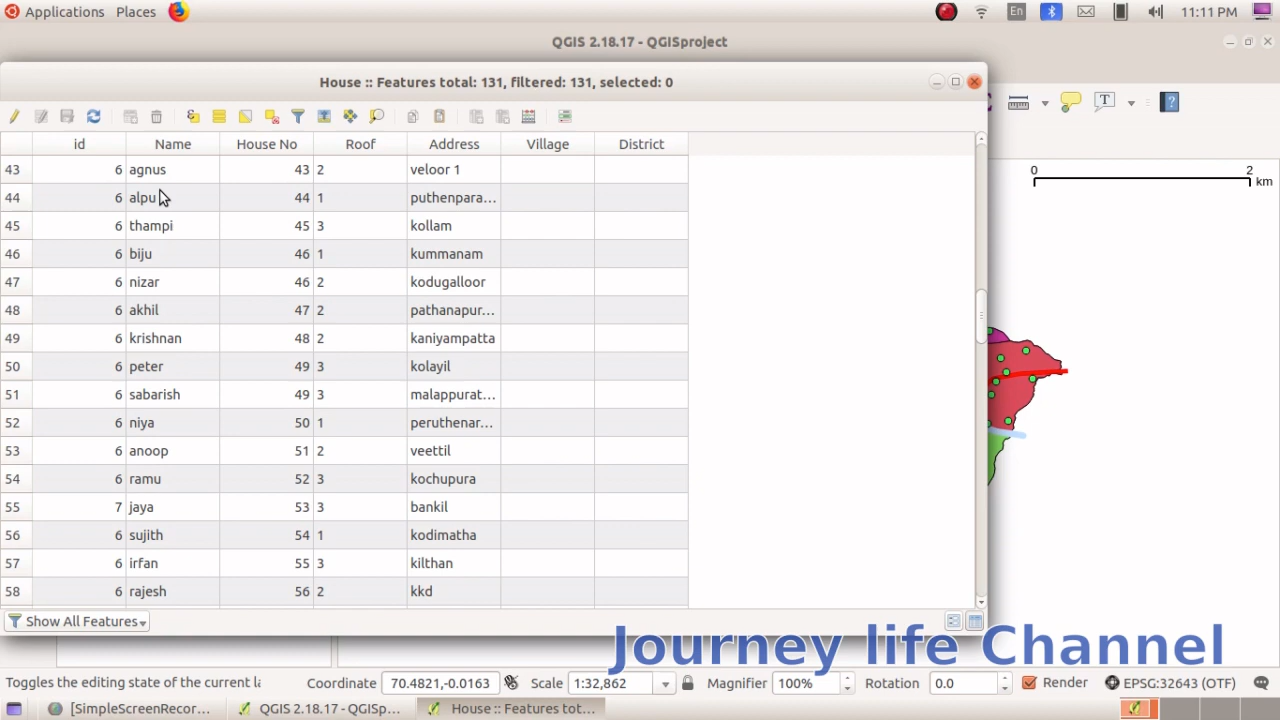 Applications Places En 11:11 PM
QGIS 2.18.17 - QGISproject
House :: Features total: 131, filtered: 131, selected: 0
id Name House No Roof Address Village District
43 6 agnus 43 2 veloor 1
44 6 alpu 44 1 puthenpara...
45 6 thampi 45 3 kollam
46 6 biju 46 1 kummanam
47 6 nizar 46 2 kodugalloor
48 6 akhil 47 2 pathanapur...
49 6 krishnan 48 2 kaniyampatta
50 6 peter 49 3 kolayil
51 6 sabarish 49 3 malappurat...
52 6 niya 50 1 peruthenar...
53 6 anoop 51 2 veettil
54 6 ramu 52 3 kochupura
55 7 jaya 53 3 bankil
56 6 sujith 54 1 kodimatha
57 6 irfan 55 3 kilthan
58 6 rajesh 56 2 kkd
0 2
km
Show All Features
Journey life Channel
Toggles the editing state of the current la Coordinate 70.4821,-0.0163 Scale 1:32,862 Magnifier 100% Rotation 0.0 Render EPSG:32643 (OTF)
[SimpleScreenRecor... QGIS 2.18.17 - QGISp... House :: Features tot...